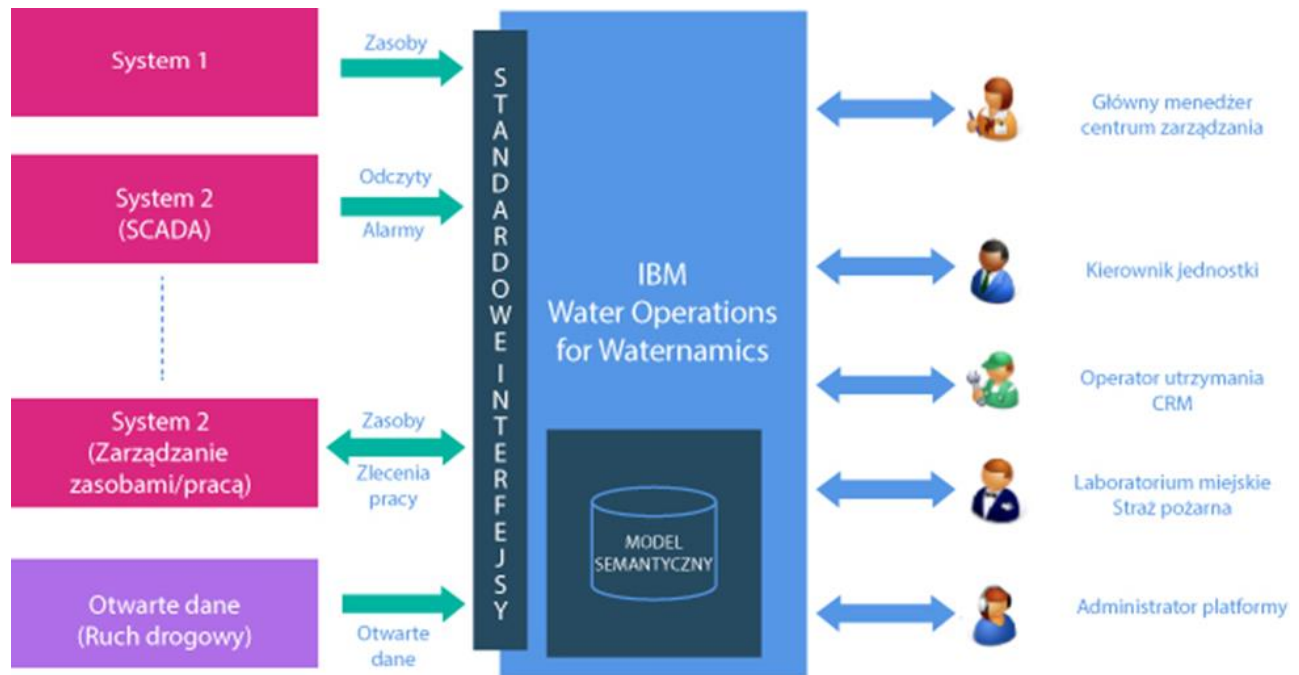 System 1
Zasoby
System 2
(SCADA)
Odczyty
Alarmy
System 2
(Zarządzanie
zasobami/pracą)
Zasoby
Zlecenia
pracy
Otwarte dane
(Ruch drogowy)
Otwarte
dane
STANDARDOWE INTERFEJSY
IBM
Water Operations
for Waternamics
MODEL
SEMANTYCZNY
Główny menedżer
centrum zarządzania
Kierownik jednostki
Operator utrzymania
CRM
Laboratorium miejskie
Straż pożarna
Administrator platformy